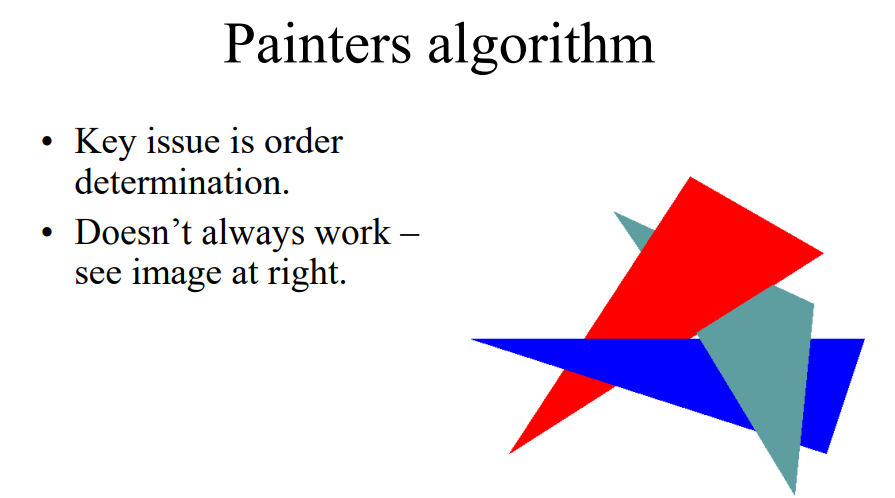 Painters algorithm
• Key issue is order
determination.
• Doesn’t always work –
see image at right.